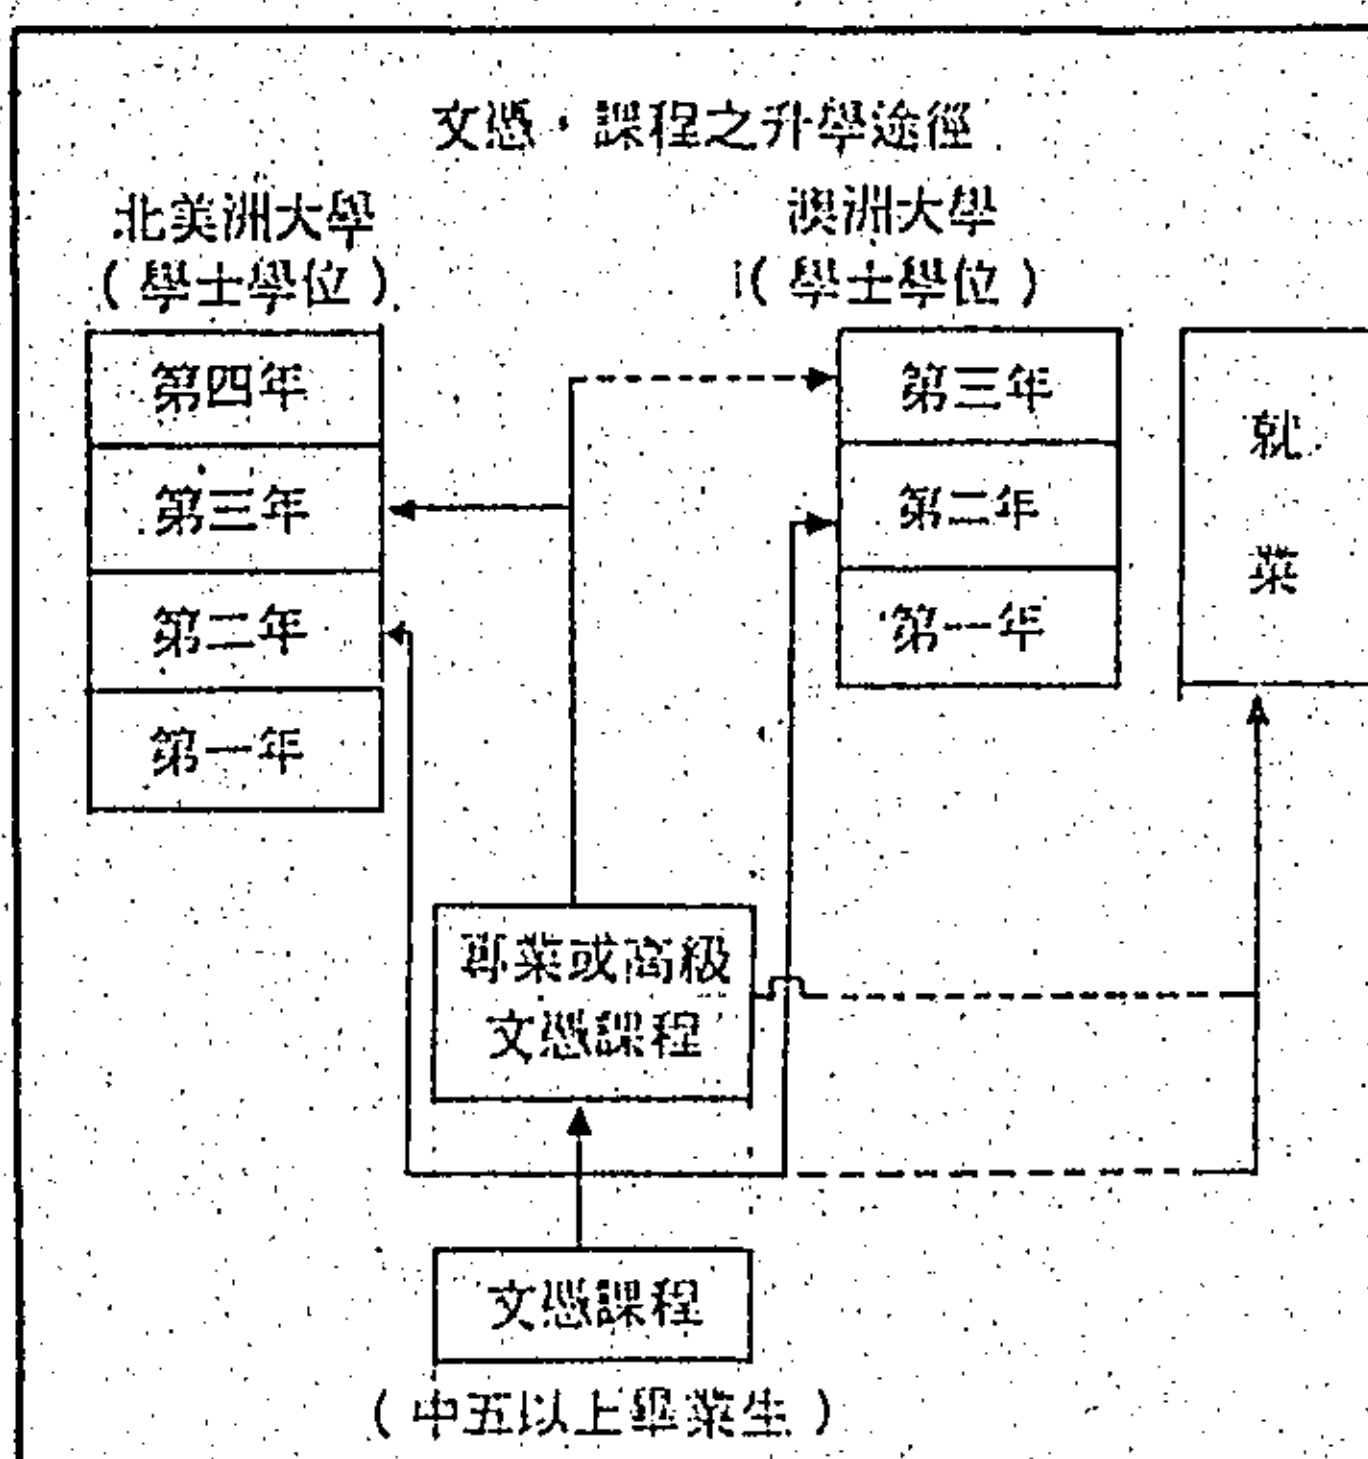 文憑,課程之升學途徑
北美洲大學
(學士學位)
第四年
第三年
第二年
第一年
澳洲大學
(學士學位)
第三年
第二年
第一年
就
業
專業或高級
文憑課程
文憑課程
(中五以上畢業生)